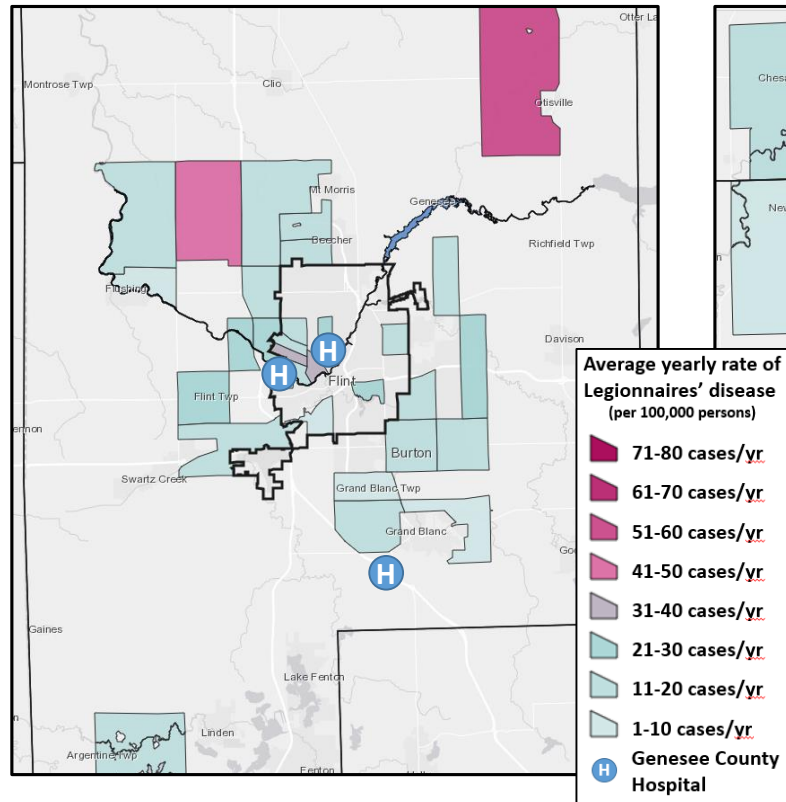 Otter La
Montrose Twp
Clio
Otisville
Mt Morris
Genesee
Beecher
Richfield Twp
Flushing
Davison
Flint
Flint Twp
Burton
Swartz Creek
Grand Blanc Twp
Grand Blanc
Gaines
Lake Fenton
Linden
Argentine Twp
Fenton
H
H
H
Chesa
New
Average yearly rate of
Legionnaires’ disease
(per 100,000 persons)
71-80 cases/yr
61-70 cases/yr
51-60 cases/yr
41-50 cases/yr
31-40 cases/yr
21-30 cases/yr
11-20 cases/yr
1-10 cases/yr
H Genesee County
Hospital